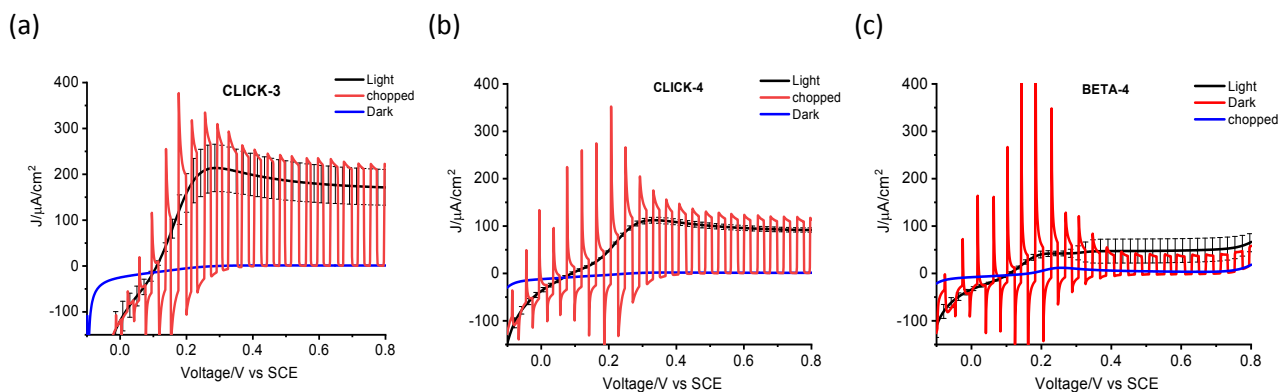 (a)
CLICK-3
Light
chopped
Dark
400
300
200
100
0
-100
J/µA/cm²
0.0 0.2 0.4 0.6 0.8
Voltage/V vs SCE
(b)
CLICK-4
Light
chopped
Dark
400
300
200
100
0
-100
J/µA/cm²
0.0 0.2 0.4 0.6 0.8
Voltage/V vs SCE
(c)
BETA-4
Light
Dark
chopped
400
300
200
100
0
-100
J/µA/cm²
0.0 0.2 0.4 0.6 0.8
Voltage/V vs SCE